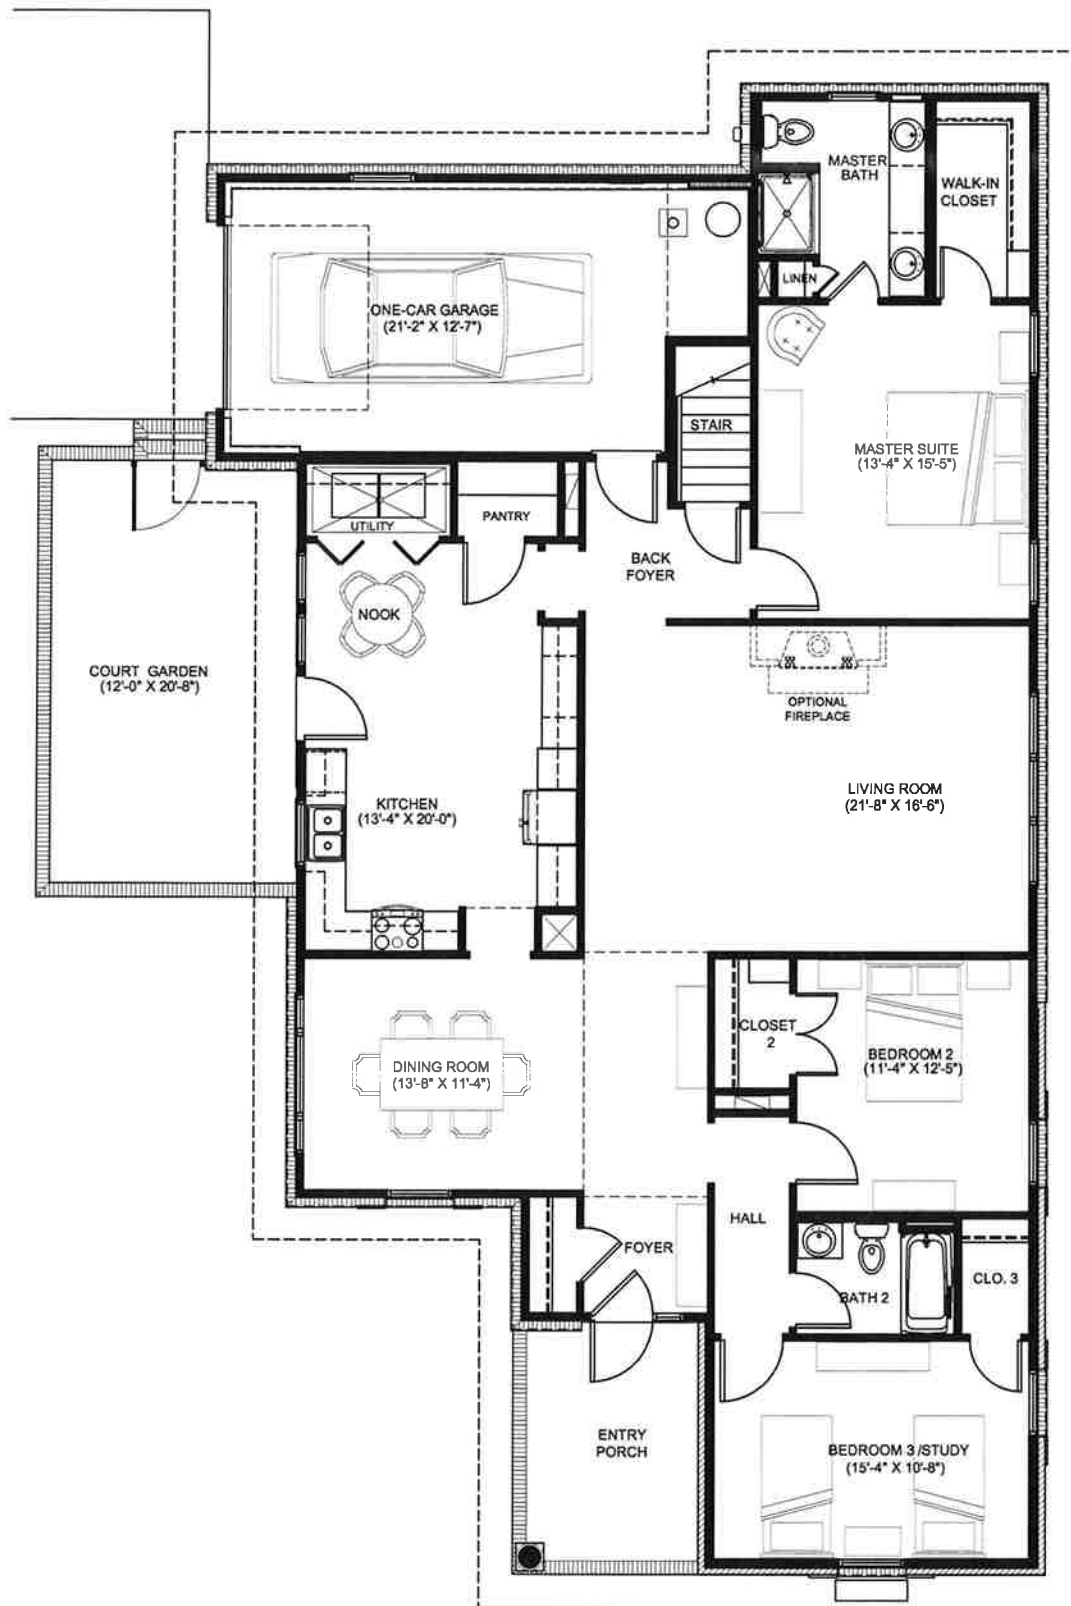 MASTER
BATH
WALK-IN
CLOSET
LINEN
ONE-CAR GARAGE
(21'-2" X 12'-7")
STAIR
MASTER SUITE
(13'-4" X 15'-5")
UTILITY
PANTRY
BACK
FOYER
NOOK
COURT GARDEN
(12'-0" X 20'-8")
OPTIONAL
FIREPLACE
KITCHEN
(13'-4" X 20'-0")
LIVING ROOM
(21'-8" X 16'-6")
CLOSET
2
DINING ROOM
(13'-8" X 11'-4")
BEDROOM 2
(11'-4" X 12'-5")
HALL
FOYER
BATH 2
CLO. 3
ENTRY
PORCH
BEDROOM 3 /STUDY
(15'-4" X 10'-8")